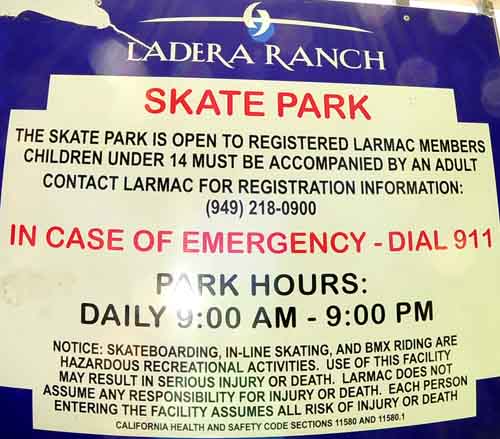 LADERA RANCH
SKATE PARK
THE SKATE PARK IS OPEN TO REGISTERED LARMAC MEMBERS
CHILDREN UNDER 14 MUST BE ACCOMPANIED BY AN ADULT
CONTACT LARMAC FOR REGISTRATION INFORMATION:
(949) 218-0900
IN CASE OF EMERGENCY - DIAL 911
PARK HOURS:
DAILY 9:00 AM - 9:00 PM
NOTICE: SKATEBOARDING, IN-LINE SKATING, AND BMX RIDING ARE
HAZARDOUS RECREATIONAL ACTIVITIES. USE OF THIS FACILITY
MAY RESULT IN SERIOUS INJURY OR DEATH. LARMAC DOES NOT
ASSUME ANY RESPONSIBILITY FOR INJURY OR DEATH. EACH PERSON
ENTERING THE FACILITY ASSUMES ALL RISK OF INJURY OR DEATH
CALIFORNIA HEALTH AND SAFETY CODE SECTIONS 11580 AND 11580.1